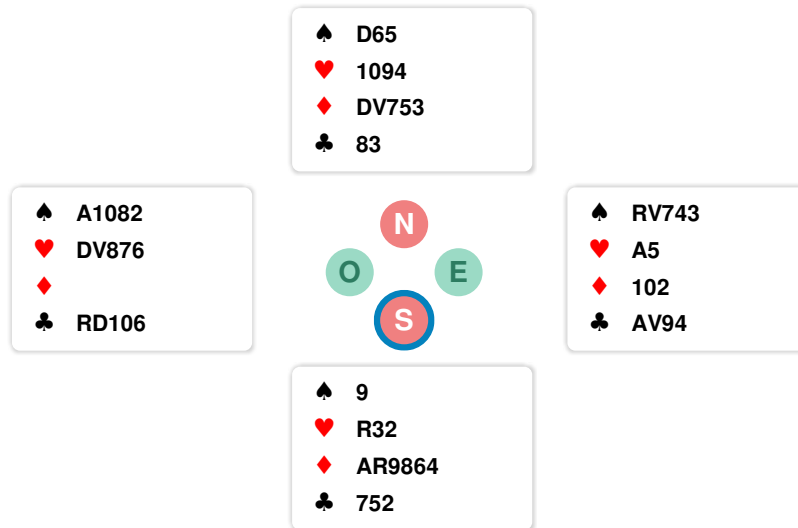 ♠ D65
♥ 1094
♦ DV753
♣ 83
♠ A1082
♥ DV876
♦
♣ RD106
N
O E
S
♠ RV743
♥ A5
♦ 102
♣ AV94
♠ 9
♥ R32
♦ AR9864
♣ 752